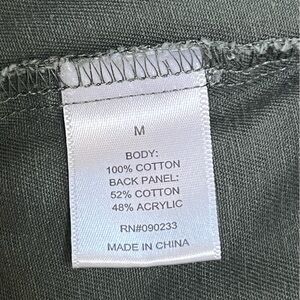 M
BODY:
100% COTTON
BACK PANEL:
52% COTTON
48% ACRYLIC
RN#090233
MADE IN CHINA